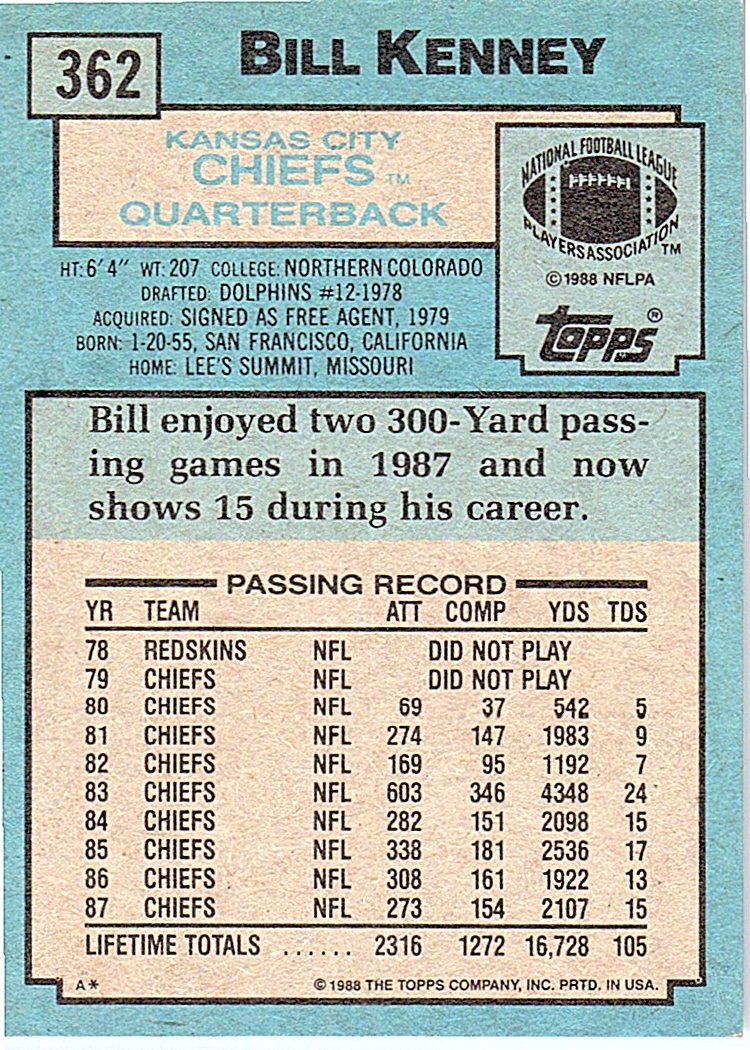 362
BILL KENNEY
KANSAS CITY
CHIEFS TM
QUARTERBACK
NATIONAL FOOTBALL LEAGUE
PLAYERS ASSOCIATION TM
©1988 NFLPA
topps ®
HT: 6'4" WT: 207 COLLEGE: NORTHERN COLORADO
DRAFTED: DOLPHINS #12-1978
ACQUIRED: SIGNED AS FREE AGENT, 1979
BORN: 1-20-55, SAN FRANCISCO, CALIFORNIA
HOME: LEE'S SUMMIT, MISSOURI
Bill enjoyed two 300-Yard pass-
ing games in 1987 and now
shows 15 during his career.
PASSING RECORD
YR TEAM ATT COMP YDS TDS
78 REDSKINS NFL DID NOT PLAY
79 CHIEFS NFL DID NOT PLAY
80 CHIEFS NFL 69 37 542 5
81 CHIEFS NFL 274 147 1983 9
82 CHIEFS NFL 169 95 1192 7
83 CHIEFS NFL 603 346 4348 24
84 CHIEFS NFL 282 151 2098 15
85 CHIEFS NFL 338 181 2536 17
86 CHIEFS NFL 308 161 1922 13
87 CHIEFS NFL 273 154 2107 15
LIFETIME TOTALS ...... 2316 1272 16,728 105
A* ©1988 THE TOPPS COMPANY, INC. PRTD. IN USA.